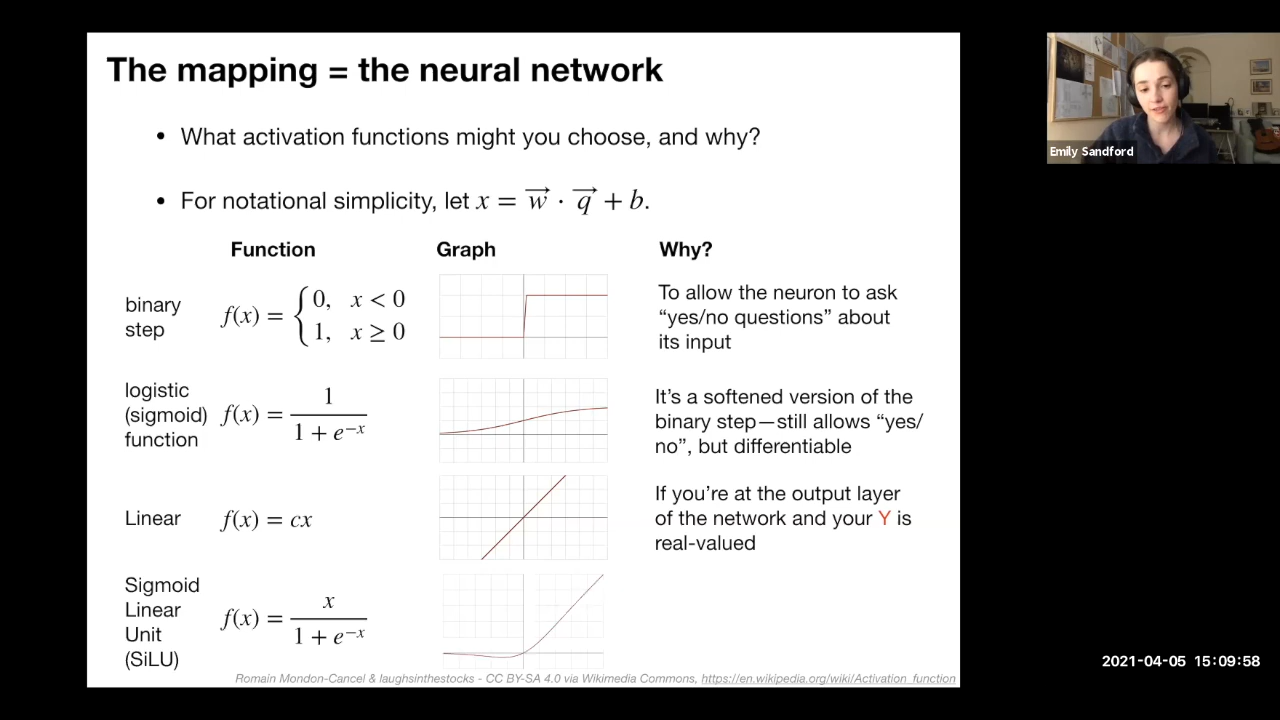 The mapping = the neural network
• What activation functions might you choose, and why?
• For notational simplicity, let x = w⃗ · q⃗ + b.
Function Graph Why?
binary
step
f(x) = { 0, x < 0
1, x ≥ 0
To allow the neuron to ask
“yes/no questions” about
its input
logistic
(sigmoid)
function
f(x) = 1 / (1 + e^{−x})
It’s a softened version of the
binary step—still allows “yes/
no”, but differentiable
Linear
f(x) = cx
If you’re at the output layer
of the network and your Y is
real-valued
Sigmoid
Linear
Unit
(SiLU)
f(x) = x / (1 + e^{−x})
Romain Mondon-Cancel & laughsinthestocks - CC BY-SA 4.0 via Wikimedia Commons, https://en.wikipedia.org/wiki/Activation_function
Emily Sandford
2021-04-05 15:09:58